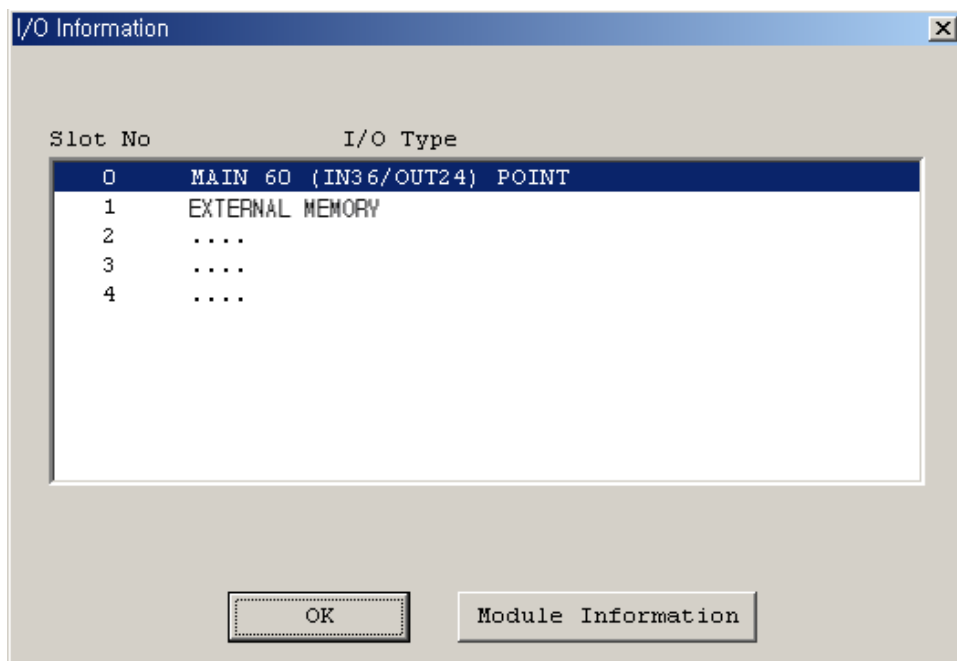 I/O Information
Slot No I/O Type
0 MAIN 60 (IN36/OUT24) POINT
1 EXTERNAL MEMORY
2 ....
3 ....
4 ....
OK Module Information